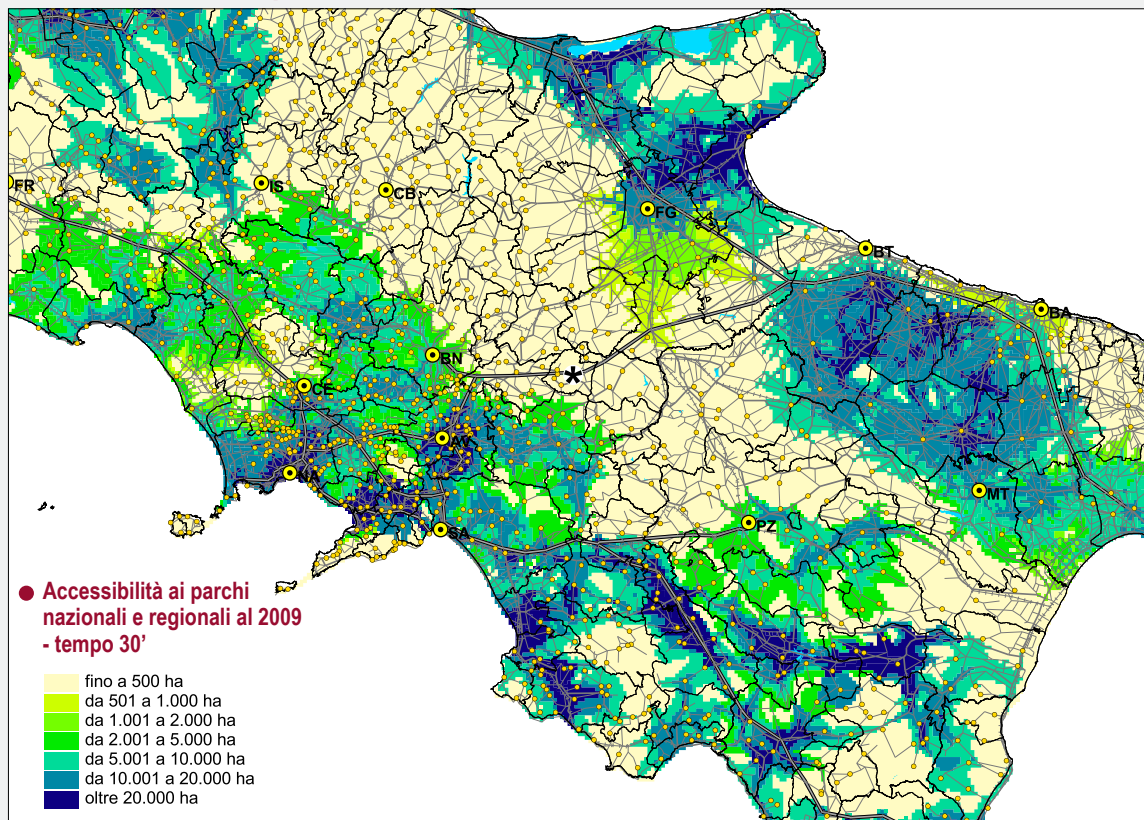 FR
IS
CB
FG
BT
BA
BN
*
CE
AV
NA
MT
PZ
SA
● Accessibilità ai parchi
nazionali e regionali al 2009
- tempo 30’
fino a 500 ha
da 501 a 1.000 ha
da 1.001 a 2.000 ha
da 2.001 a 5.000 ha
da 5.001 a 10.000 ha
da 10.001 a 20.000 ha
oltre 20.000 ha